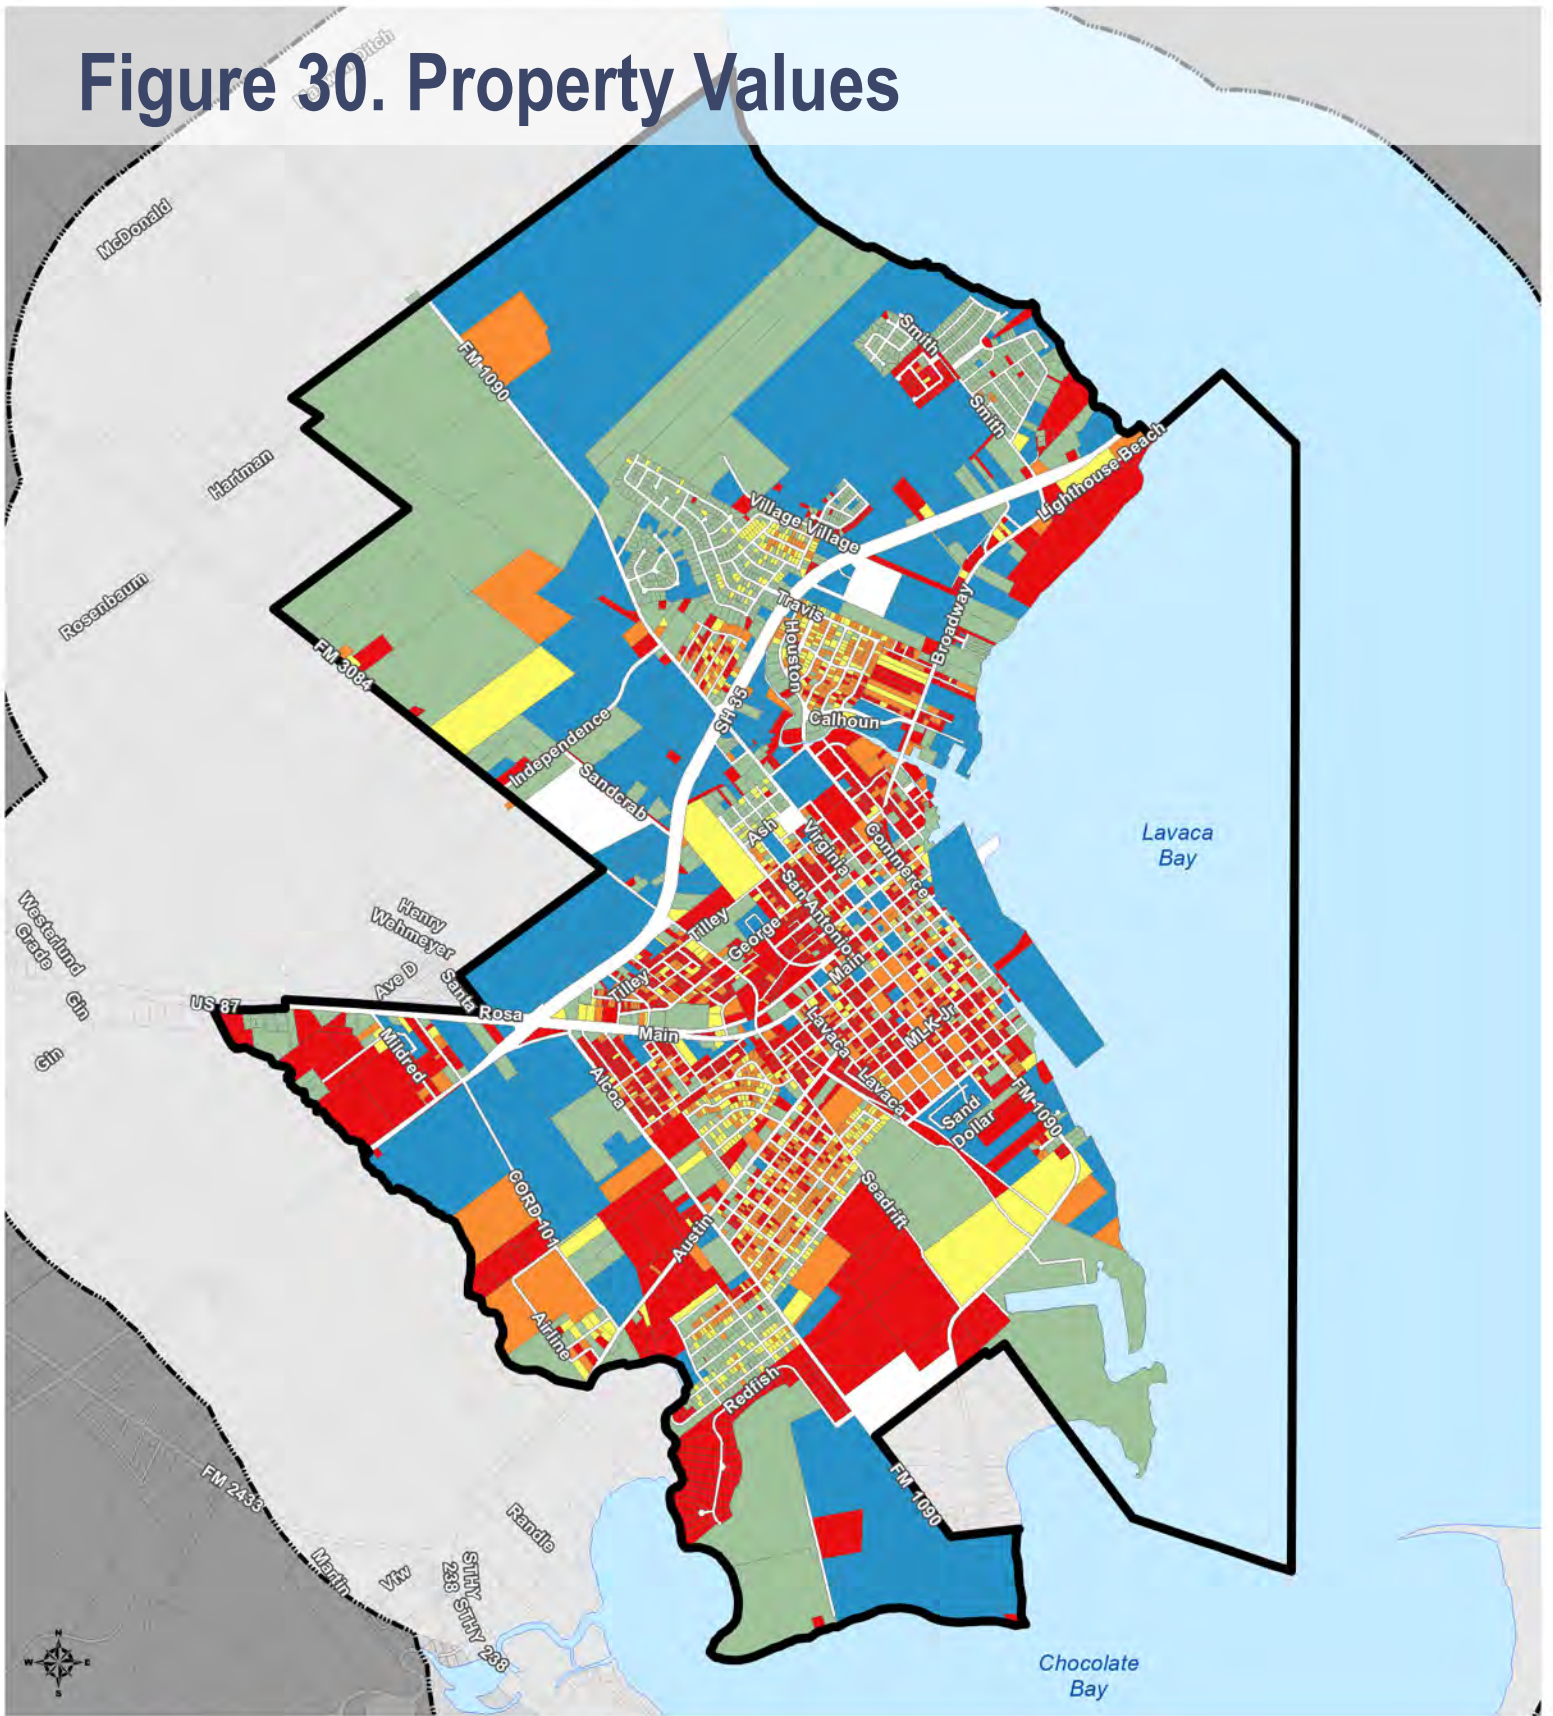 Figure 30. Property Values
McDonald
FM 1090
Smith
Smith
Lighthouse Beach
Hartman
Village Village
Rosenbaum
Travis
Houston
Broadway
FM 3084
SH 35
Calhoun
Independence
Sandcrab
Ash
Virginia
Commerce
Lavaca
Bay
San Antonio
Henry
Wehmeyer
Westerlund
Grade
Tilley
George
Main
Ave D
Santa
Rosa
Tilley
Gin
US 87
Main
Lavaca
MLK Jr
Gin
Mildred
Alcoa
Lavaca
FM 1090
Sand
Dollar
CORD 101
Seadrift
Austin
Airline
Redfish
FM 2433
FM 1090
Randle
Martin
Vfw
STHY
238
STHY
238
Chocolate
Bay
N
W
E
S